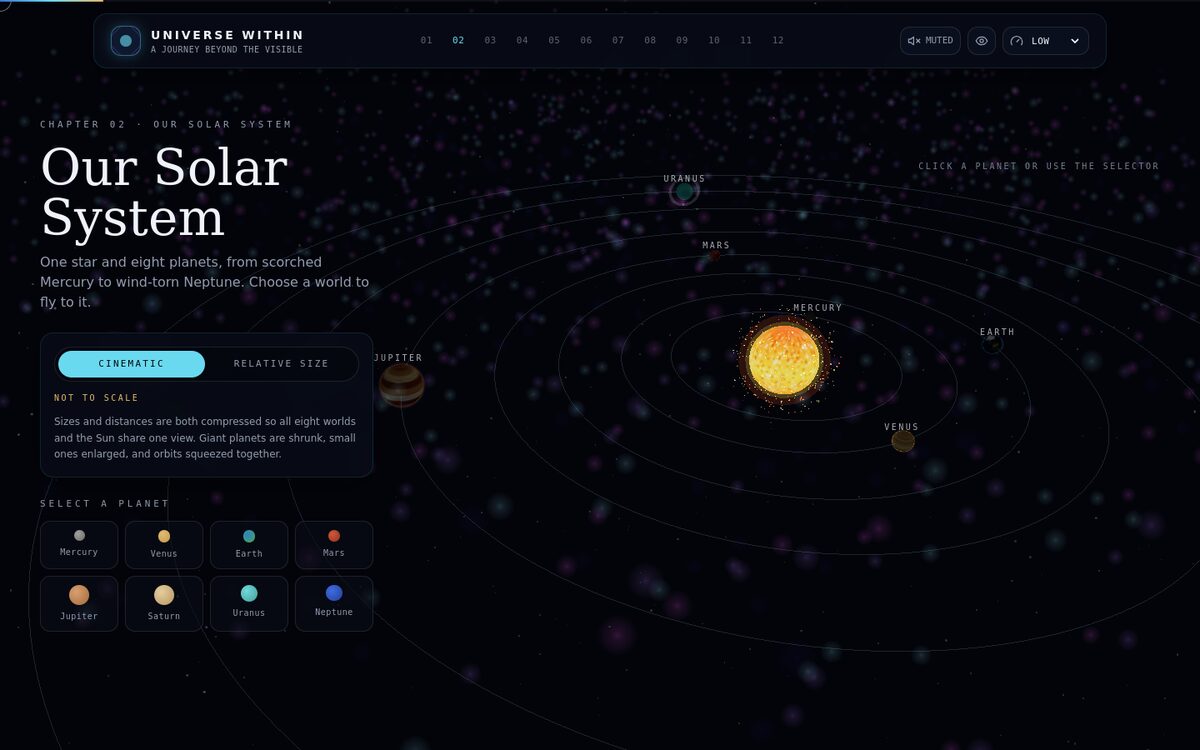 UNIVERSE WITHIN
A JOURNEY BEYOND THE VISIBLE
01 02 03 04 05 06 07 08 09 10 11 12
MUTED
LOW
CHAPTER 02 · OUR SOLAR SYSTEM
Our Solar
System
One star and eight planets, from scorched
Mercury to wind-torn Neptune. Choose a world to
fly to it.
CINEMATIC
RELATIVE SIZE
NOT TO SCALE
Sizes and distances are both compressed so all eight worlds
and the Sun share one view. Giant planets are shrunk, small
ones enlarged, and orbits squeezed together.
SELECT A PLANET
Mercury
Venus
Earth
Mars
Jupiter
Saturn
Uranus
Neptune
CLICK A PLANET OR USE THE SELECTOR
URANUS
MARS
MERCURY
EARTH
JUPITER
VENUS